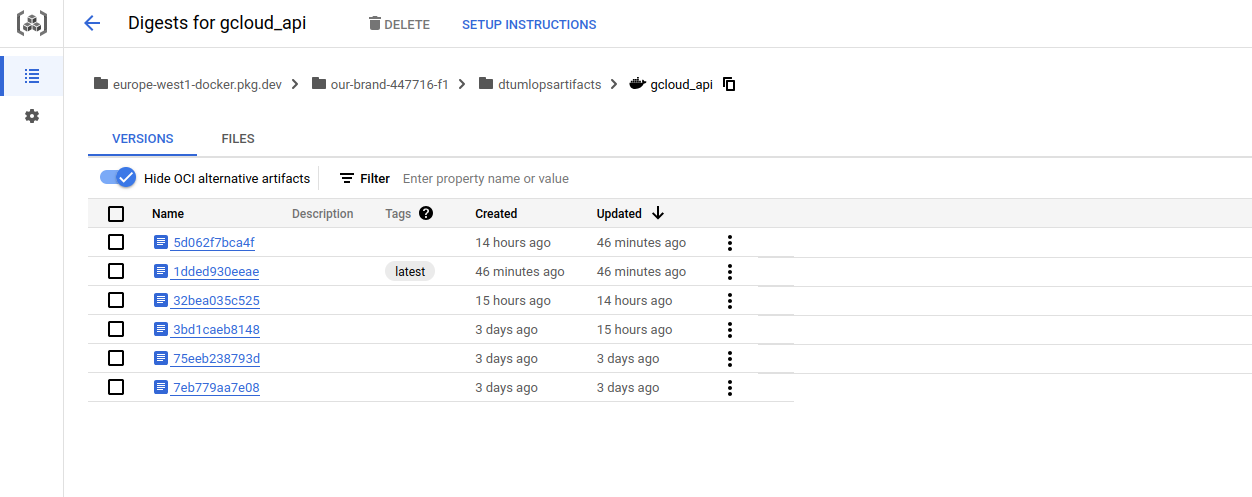 Digests for gcloud_api DELETE SETUP INSTRUCTIONS
europe-west1-docker.pkg.dev our-brand-447716-f1 dtumlopsartifacts gcloud_api
VERSIONS FILES
Hide OCI alternative artifacts Filter Enter property name or value
Name Description Tags ? Created Updated
5d062f7bca4f 14 hours ago 46 minutes ago
1dded930eeae latest 46 minutes ago 46 minutes ago
32bea035c525 15 hours ago 14 hours ago
3bd1caeb8148 3 days ago 15 hours ago
75eeb238793d 3 days ago 3 days ago
7eb779aa7e08 3 days ago 3 days ago